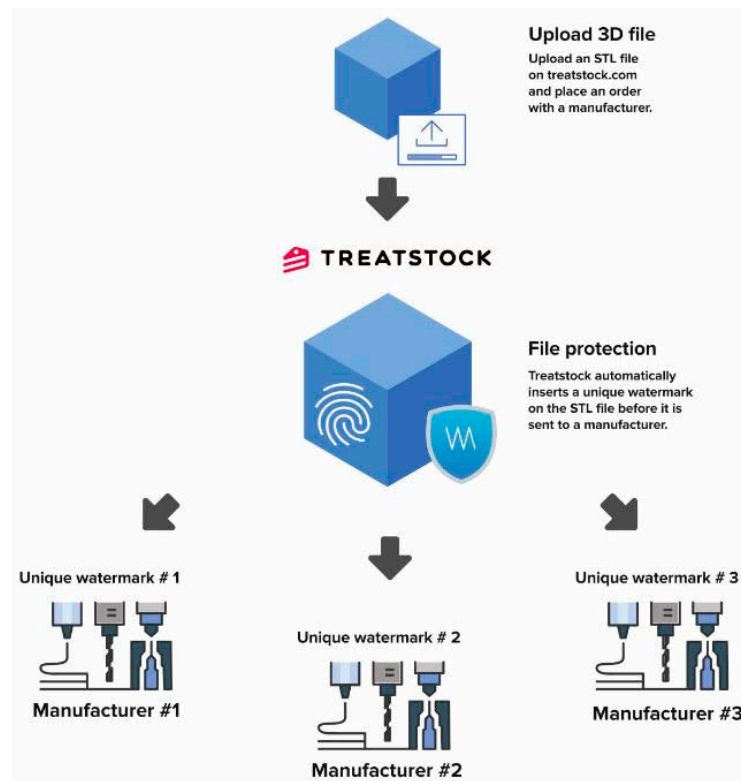 Upload 3D file
Upload an STL file
on treatstock.com
and place an order
with a manufacturer.
TREATSTOCK
File protection
Treatstock automatically
inserts a unique watermark
on the STL file before it is
sent to a manufacturer.
Unique watermark # 1
Manufacturer #1
Unique watermark # 2
Manufacturer #2
Unique watermark # 3
Manufacturer #3